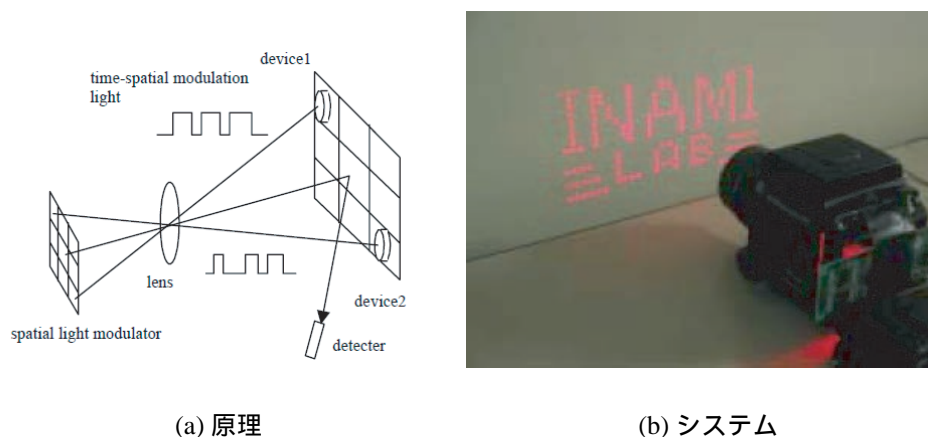 device1
time-spatial modulation
light
lens
device2
spatial light modulator
detecter
INAMI
LAB
(a) 原理
(b) システム